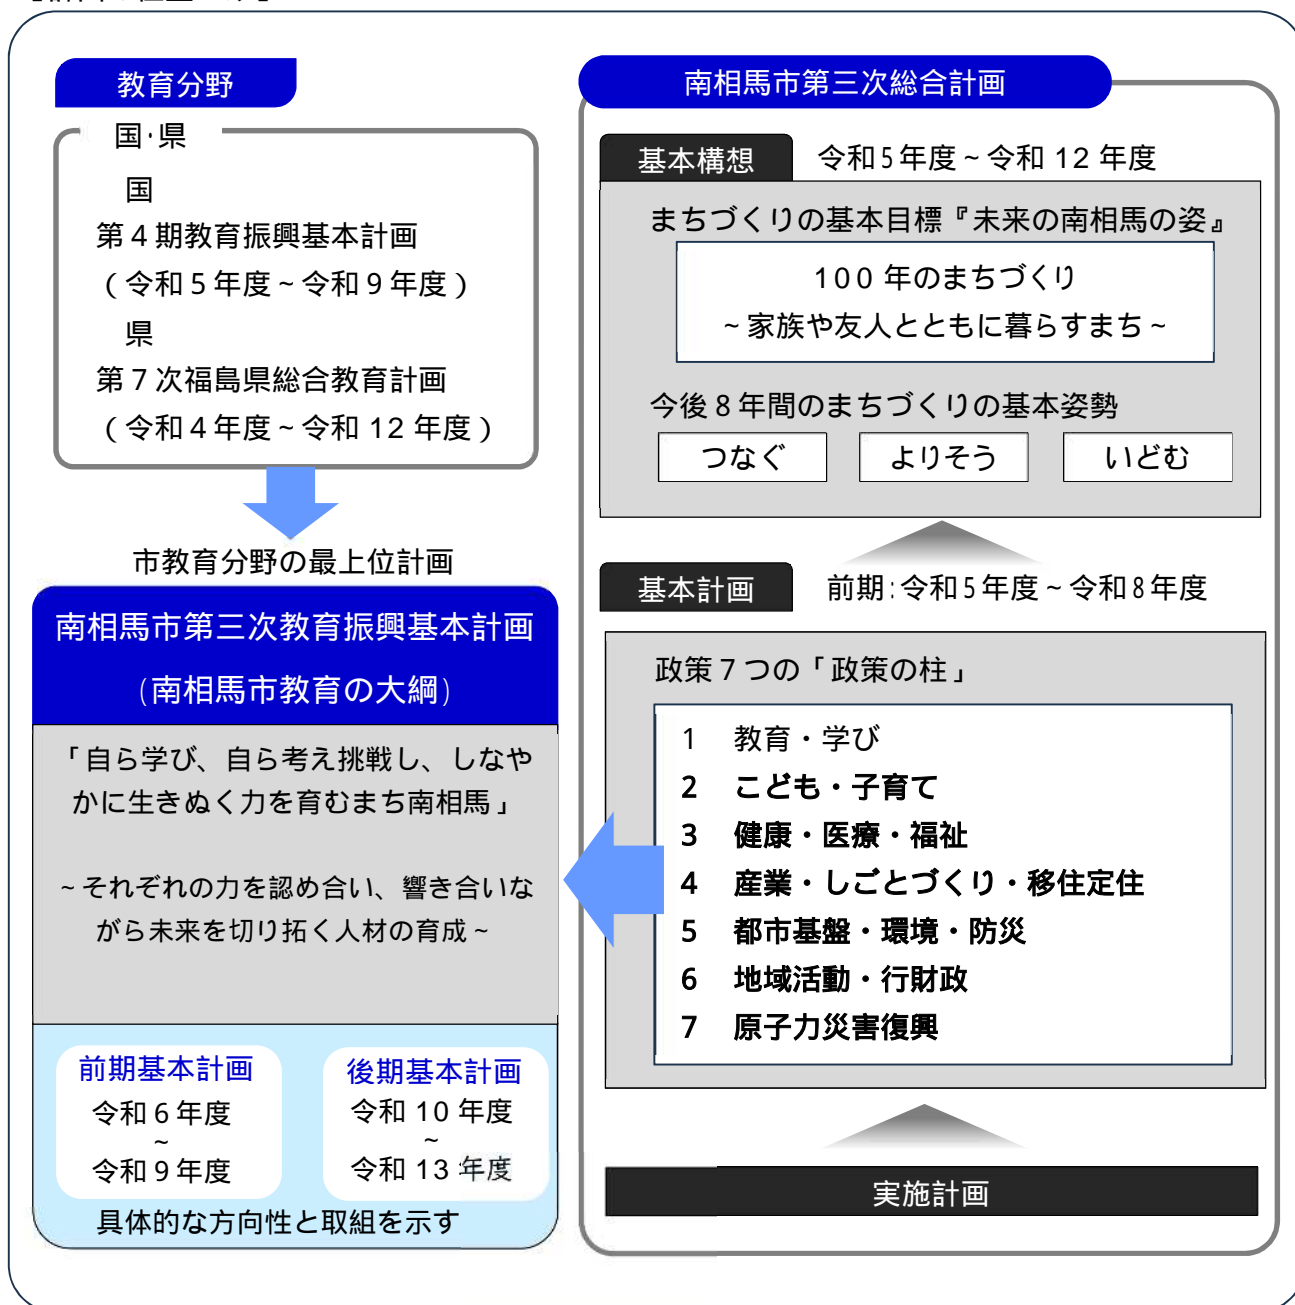 教育分野
国・県
国
第４期教育振興基本計画
（令和５年度～令和９年度）
県
第７次福島県総合教育計画
（令和４年度～令和 12 年度）
市教育分野の最上位計画
南相馬市第三次教育振興基本計画
（南相馬市教育の大綱）
「自ら学び、自ら考え挑戦し、しなや
かに生きぬく力を育むまち南相馬」
～それぞれの力を認め合い、響き合いな
がら未来を切り拓く人材の育成～
前期基本計画
令和６年度
～
令和９年度
後期基本計画
令和 10 年度
～
令和 13 年度
具体的な方向性と取組を示す
南相馬市第三次総合計画
基本構想
令和５年度～令和 12 年度
まちづくりの基本目標『未来の南相馬の姿』
100 年のまちづくり
～家族や友人とともに暮らすまち～
今後８年間のまちづくりの基本姿勢
つなぐ
よりそう
いどむ
基本計画
前期：令和５年度～令和８年度
政策７つの「政策の柱」
1 教育・学び
2 こども・子育て
3 健康・医療・福祉
4 産業・しごとづくり・移住定住
5 都市基盤・環境・防災
6 地域活動・行財政
7 原子力災害復興
実施計画